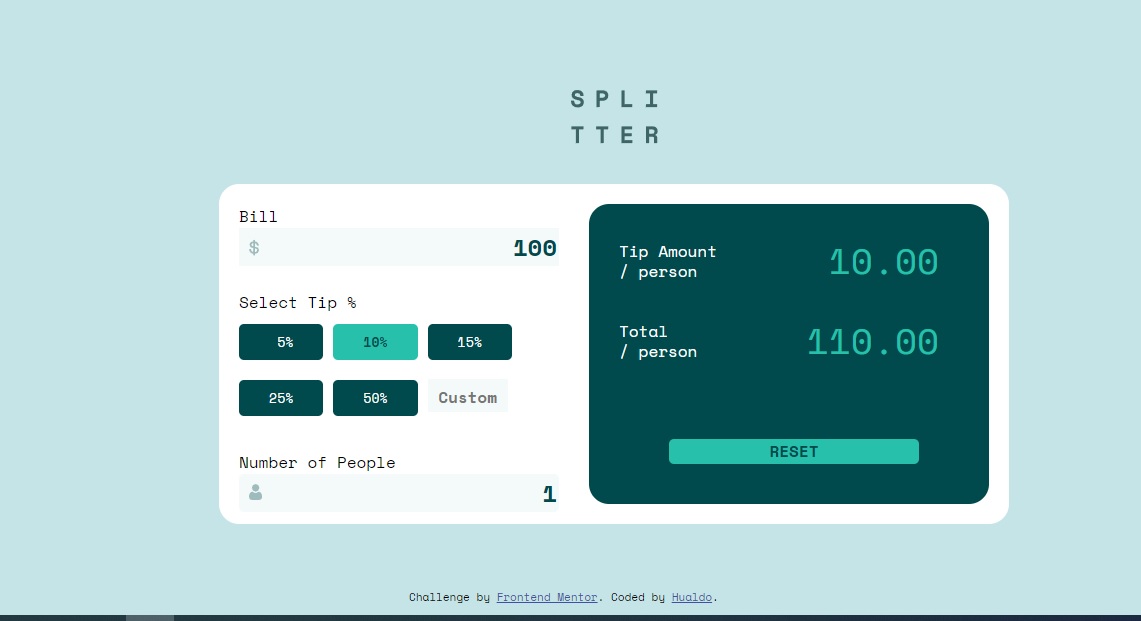 SPLI
TTER
Bill
$ 100
Select Tip %
5% 10% 15%
25% 50% Custom
Number of People
1
Tip Amount
/ person
10.00
Total
/ person
110.00
RESET
Challenge by Frontend Mentor. Coded by Hualdo.